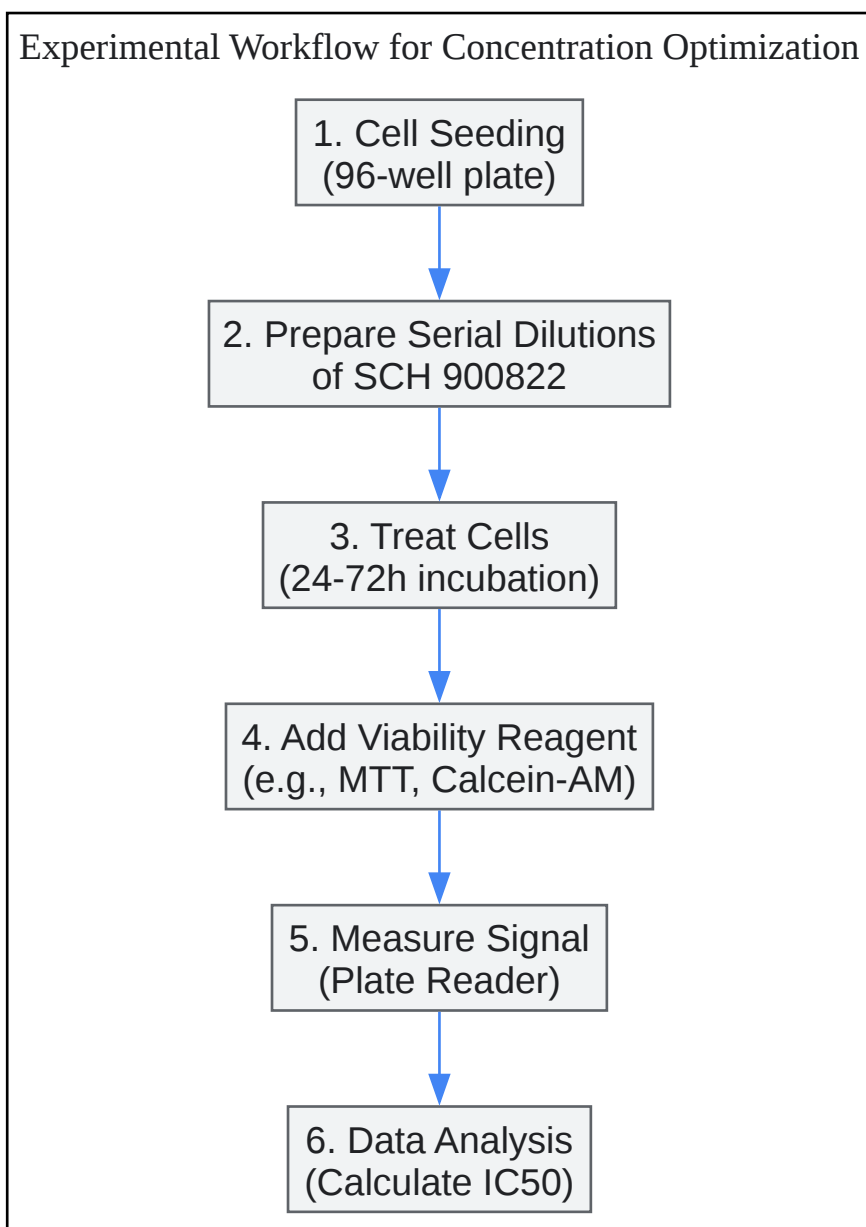 Experimental Workflow for Concentration Optimization
1. Cell Seeding
(96-well plate)
2. Prepare Serial Dilutions
of SCH 900822
3. Treat Cells
(24-72h incubation)
4. Add Viability Reagent
(e.g., MTT, Calcein-AM)
5. Measure Signal
(Plate Reader)
6. Data Analysis
(Calculate IC50)